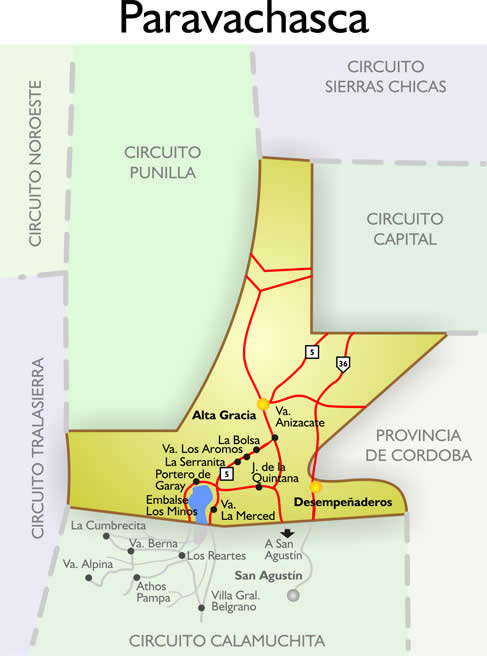 Paravachasca
CIRCUITO
SIERRAS CHICAS
CIRCUITO NOROESTE
CIRCUITO
PUNILLA
CIRCUITO
CAPITAL
5
36
CIRCUITO TRALASIERRA
Alta Gracia
Va.
Anizacate
PROVINCIA
DE CORDOBA
La Bolsa
Va. Los Aromos
La Serranita
5
J. de la
Quintana
Portero de
Garay
Desempeñaderos
Embalse
Los Minos
Va.
La Merced
La Cumbrecita
Va. Berna
Los Reartes
A San
Agustín
Va. Alpina
Athos
Pampa
San Agustín
Villa Gral.
Belgrano
CIRCUITO CALAMUCHITA